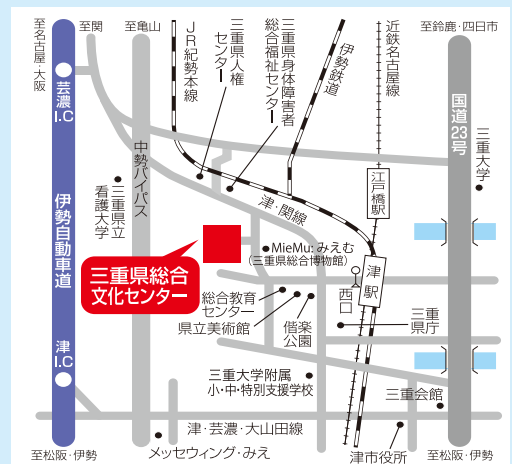 至名古屋・大阪
至関
至亀山
JR紀勢本線
三重県人権
センター
三重県身体障害者
総合福祉センター
伊勢鉄道
近鉄名古屋線
至鈴鹿・四日市
芸濃
I.C
中勢バイパス
国道23号
三重大学
三重県立
看護大学
江戸橋駅
伊勢自動車道
津・関線
MieMu:みえむ
(三重県総合博物館)
三重県総合
文化センター
津駅
西口
総合教育
センター
県立美術館
偕楽
公園
三重
県庁
津
I.C
三重大学附属
小・中・特別支援学校
三重会館
津・芸濃・大山田線
至松阪・伊勢
メッセウィング・みえ
津市役所
至松阪・伊勢